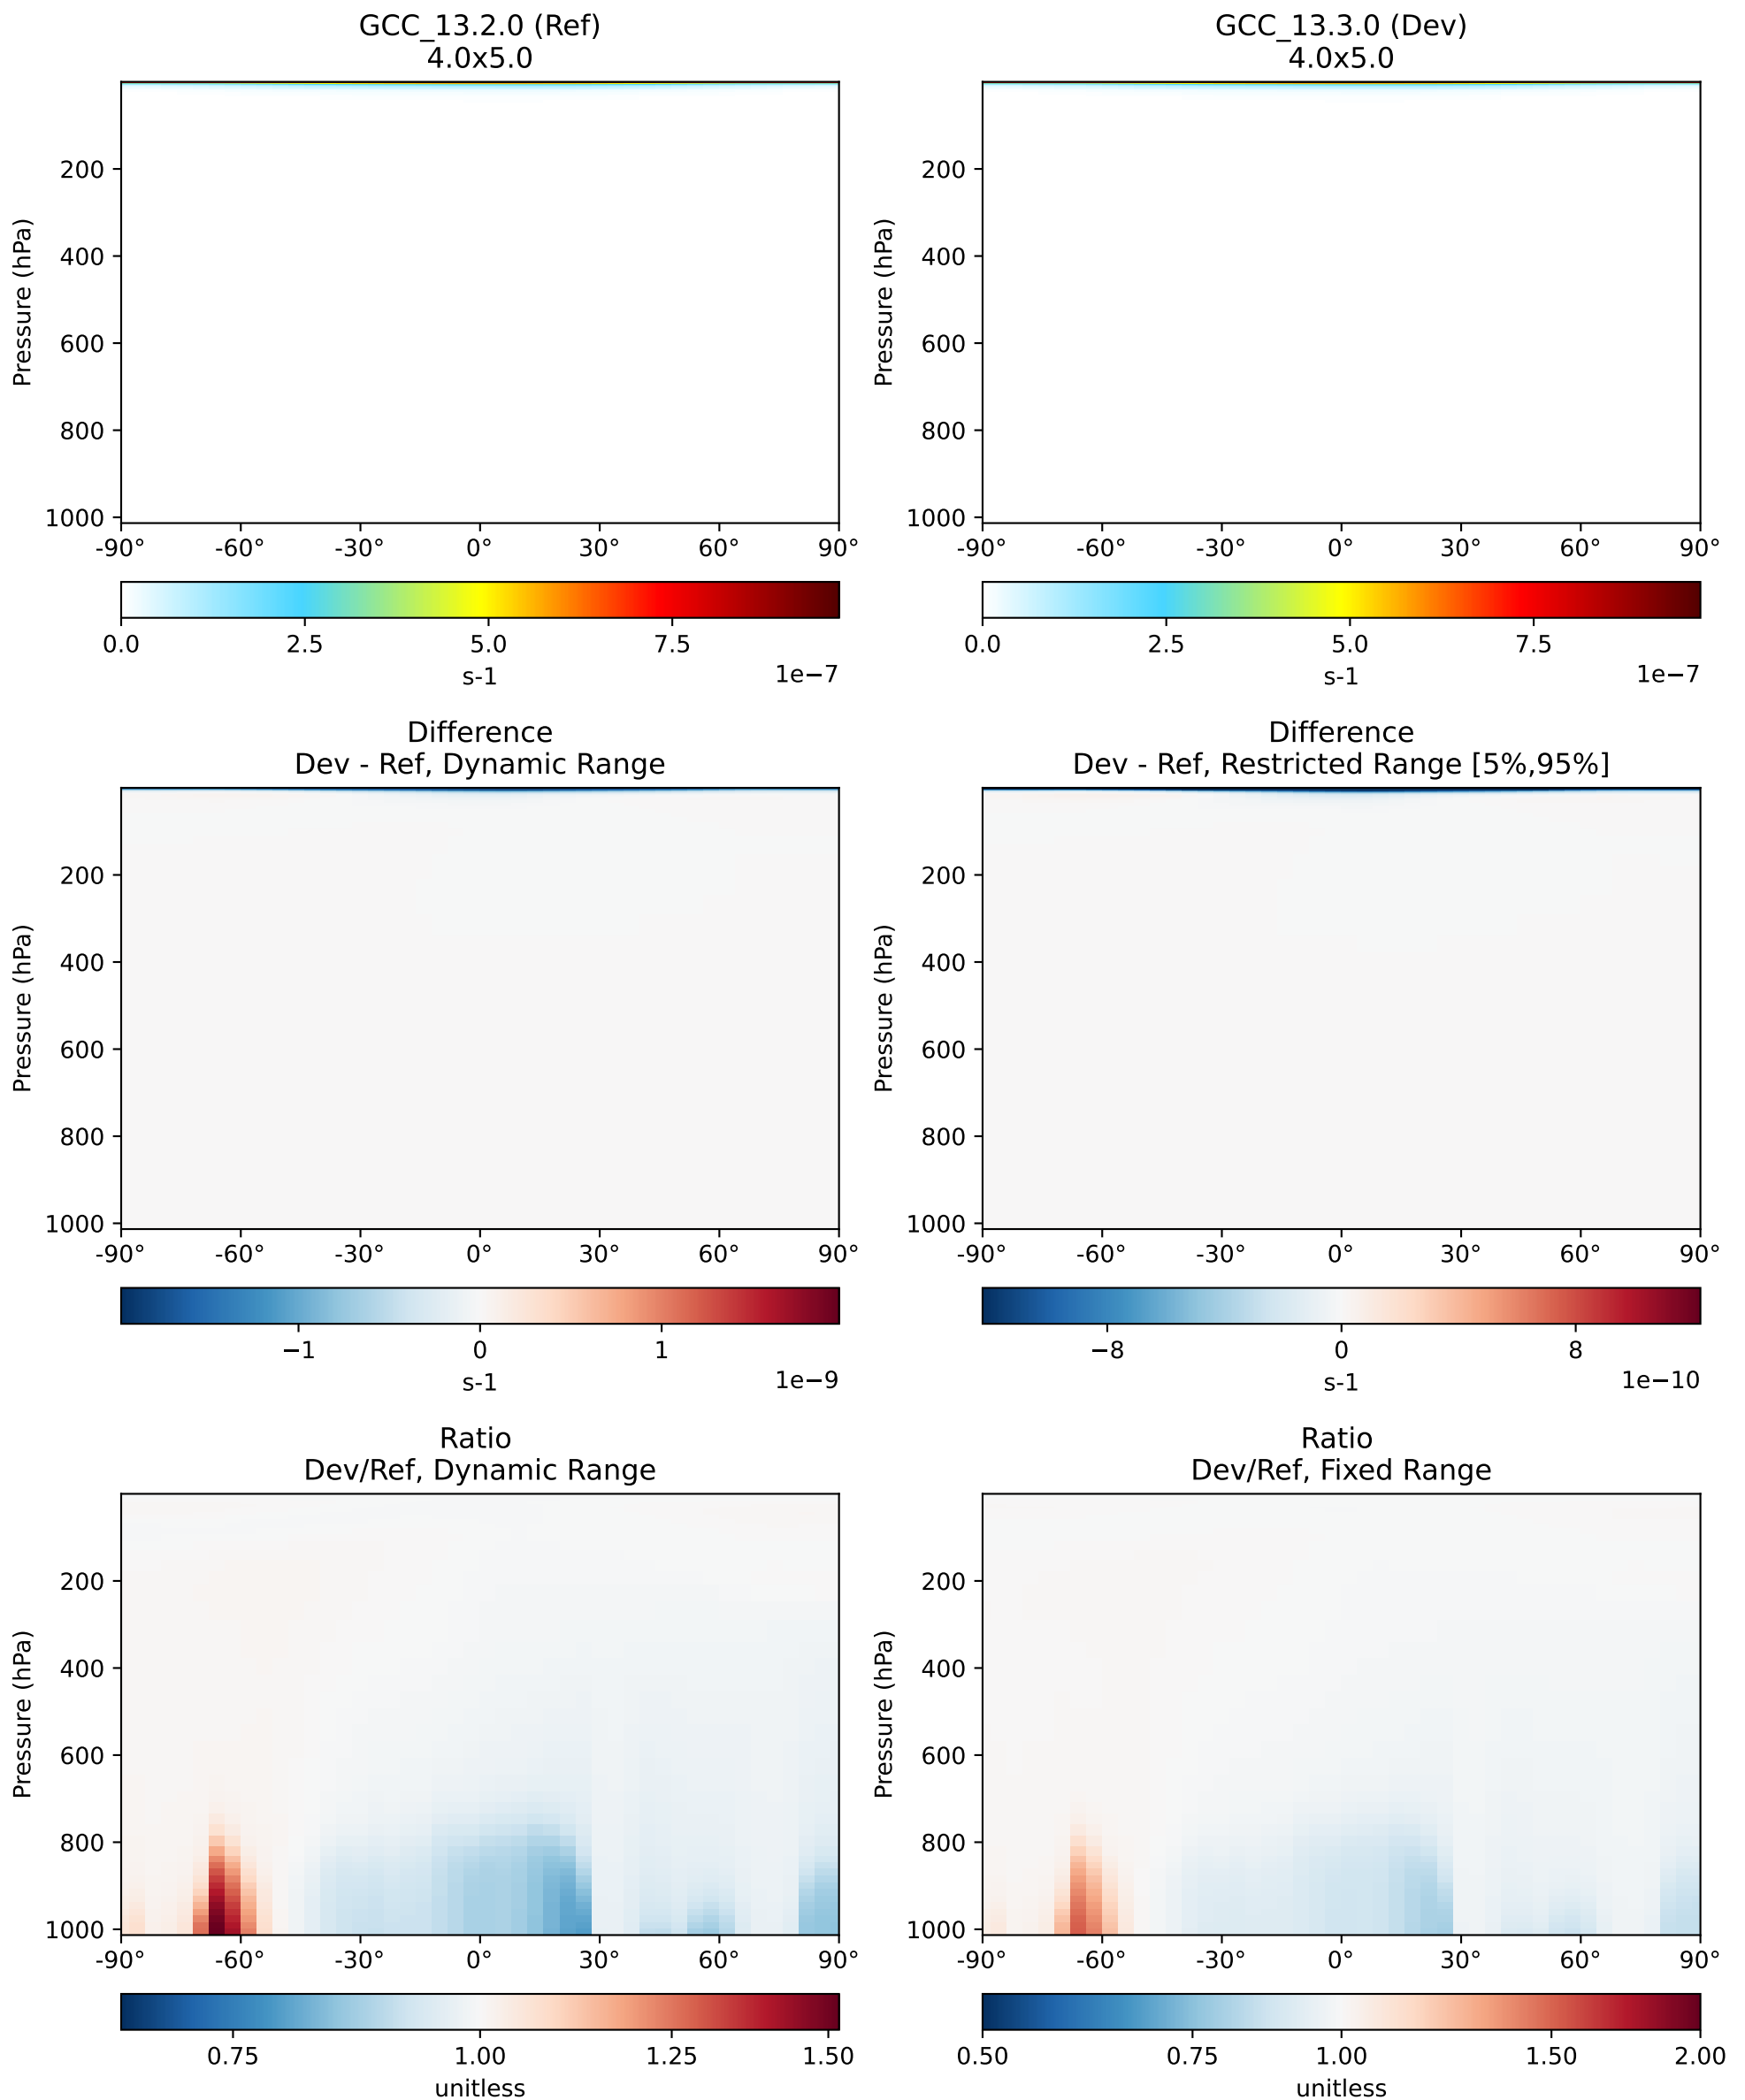 GCC_13.2.0 (Ref)
4.0x5.0
GCC_13.3.0 (Dev)
4.0x5.0
Pressure (hPa)
200
400
600
800
1000
-90° -60° -30° 0° 30° 60° 90°
0.0 2.5 5.0 7.5
s-1
1e−7
Pressure (hPa)
200
400
600
800
1000
-90° -60° -30° 0° 30° 60° 90°
0.0 2.5 5.0 7.5
s-1
1e−7
Difference
Dev - Ref, Dynamic Range
Difference
Dev - Ref, Restricted Range [5%,95%]
Pressure (hPa)
200
400
600
800
1000
-90° -60° -30° 0° 30° 60° 90°
−1 0 1
s-1
1e−9
Pressure (hPa)
200
400
600
800
1000
-90° -60° -30° 0° 30° 60° 90°
−8 0 8
s-1
1e−10
Ratio
Dev/Ref, Dynamic Range
Ratio
Dev/Ref, Fixed Range
Pressure (hPa)
200
400
600
800
1000
-90° -60° -30° 0° 30° 60° 90°
0.75 1.00 1.25 1.50
unitless
Pressure (hPa)
200
400
600
800
1000
-90° -60° -30° 0° 30° 60° 90°
0.50 0.75 1.00 1.50 2.00
unitless